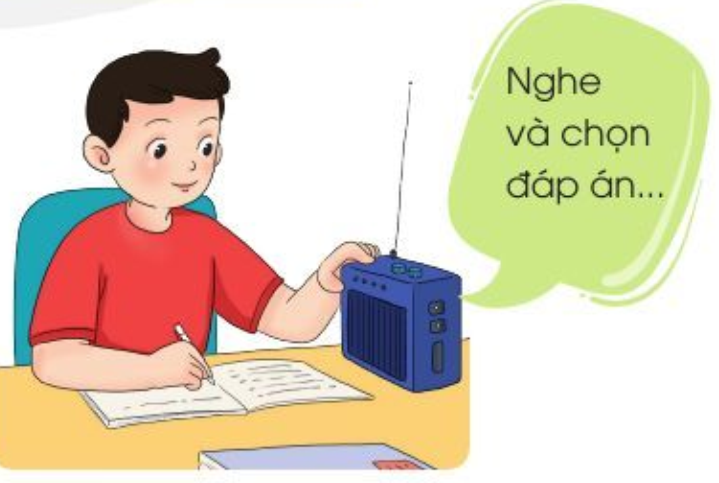 Nghe
và chọn
đáp án...